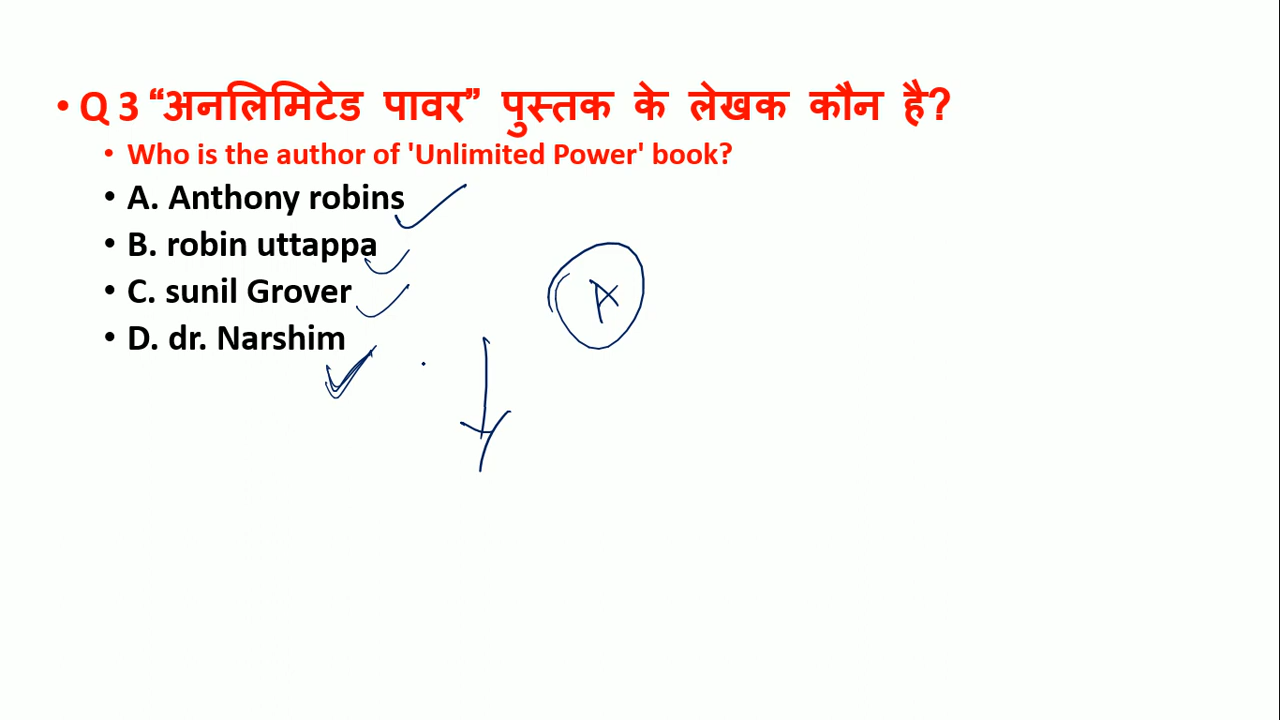 • Q 3 “अनलिमिटेड पावर” पुस्तक के लेखक कौन है?
• Who is the author of 'Unlimited Power' book?
• A. Anthony robins
• B. robin uttappa
• C. sunil Grover
• D. dr. Narshim
A